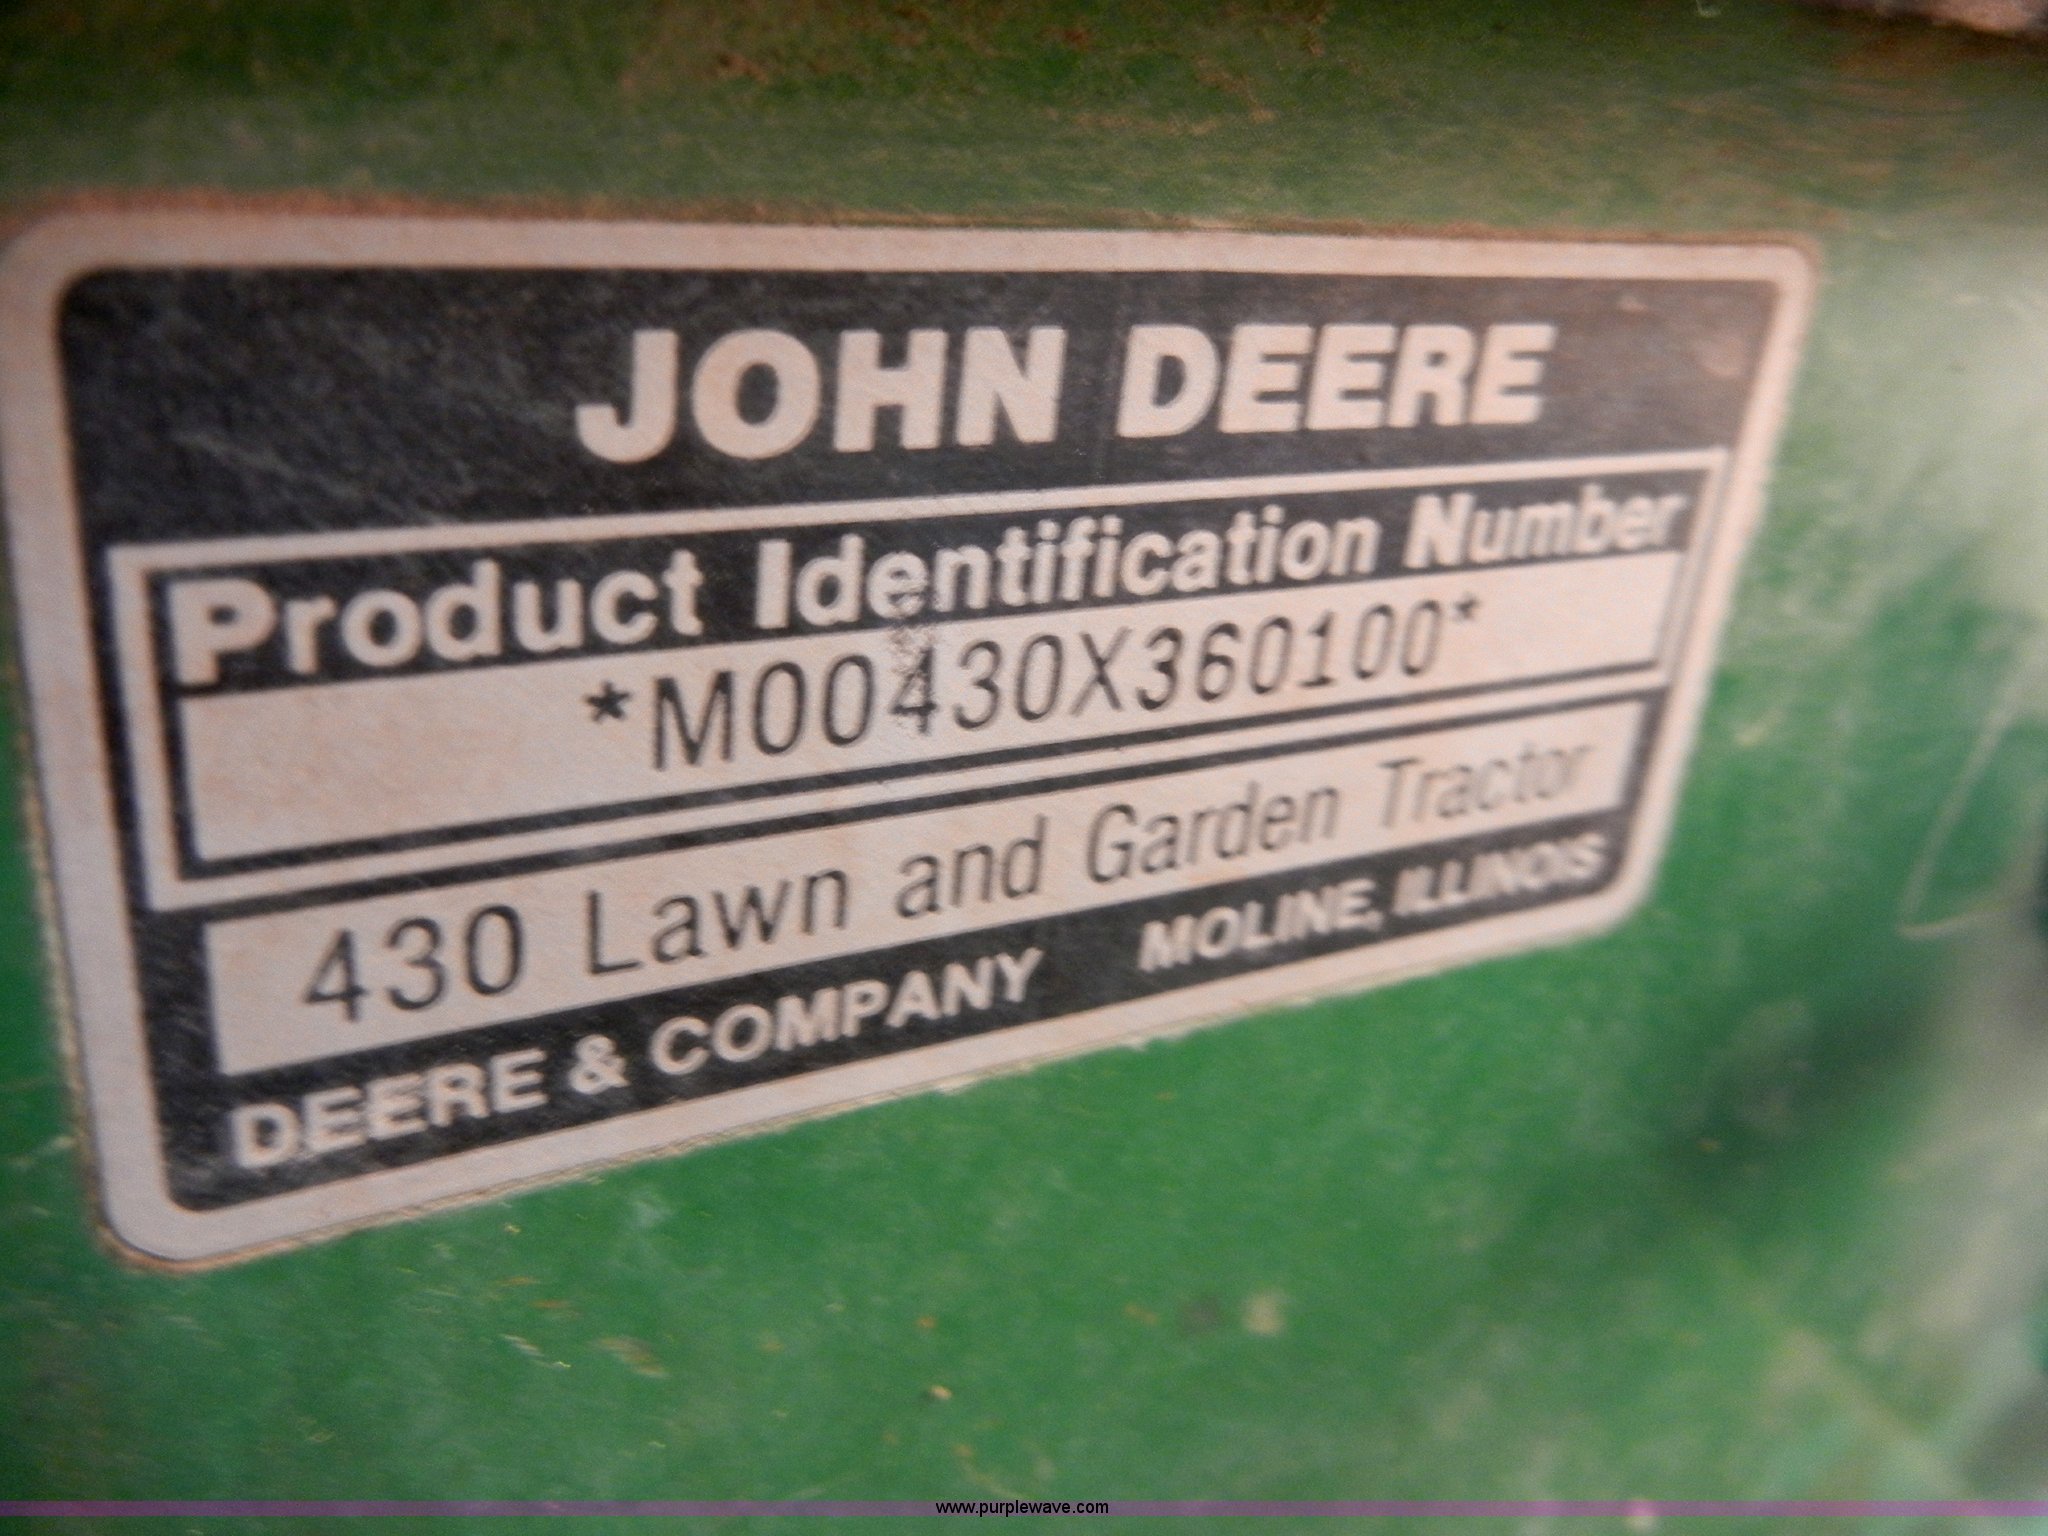 JOHN DEERE
Product Identification Number
*M00430X360100*
430 Lawn and Garden Tractor
DEERE & COMPANY MOLINE, ILLINOIS
www.purplewave.com